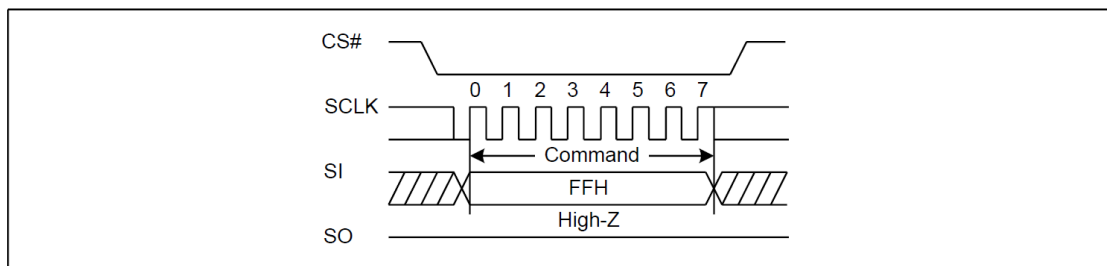 CS#
0 1 2 3 4 5 6 7
SCLK
Command
SI
FFH
High-Z
SO